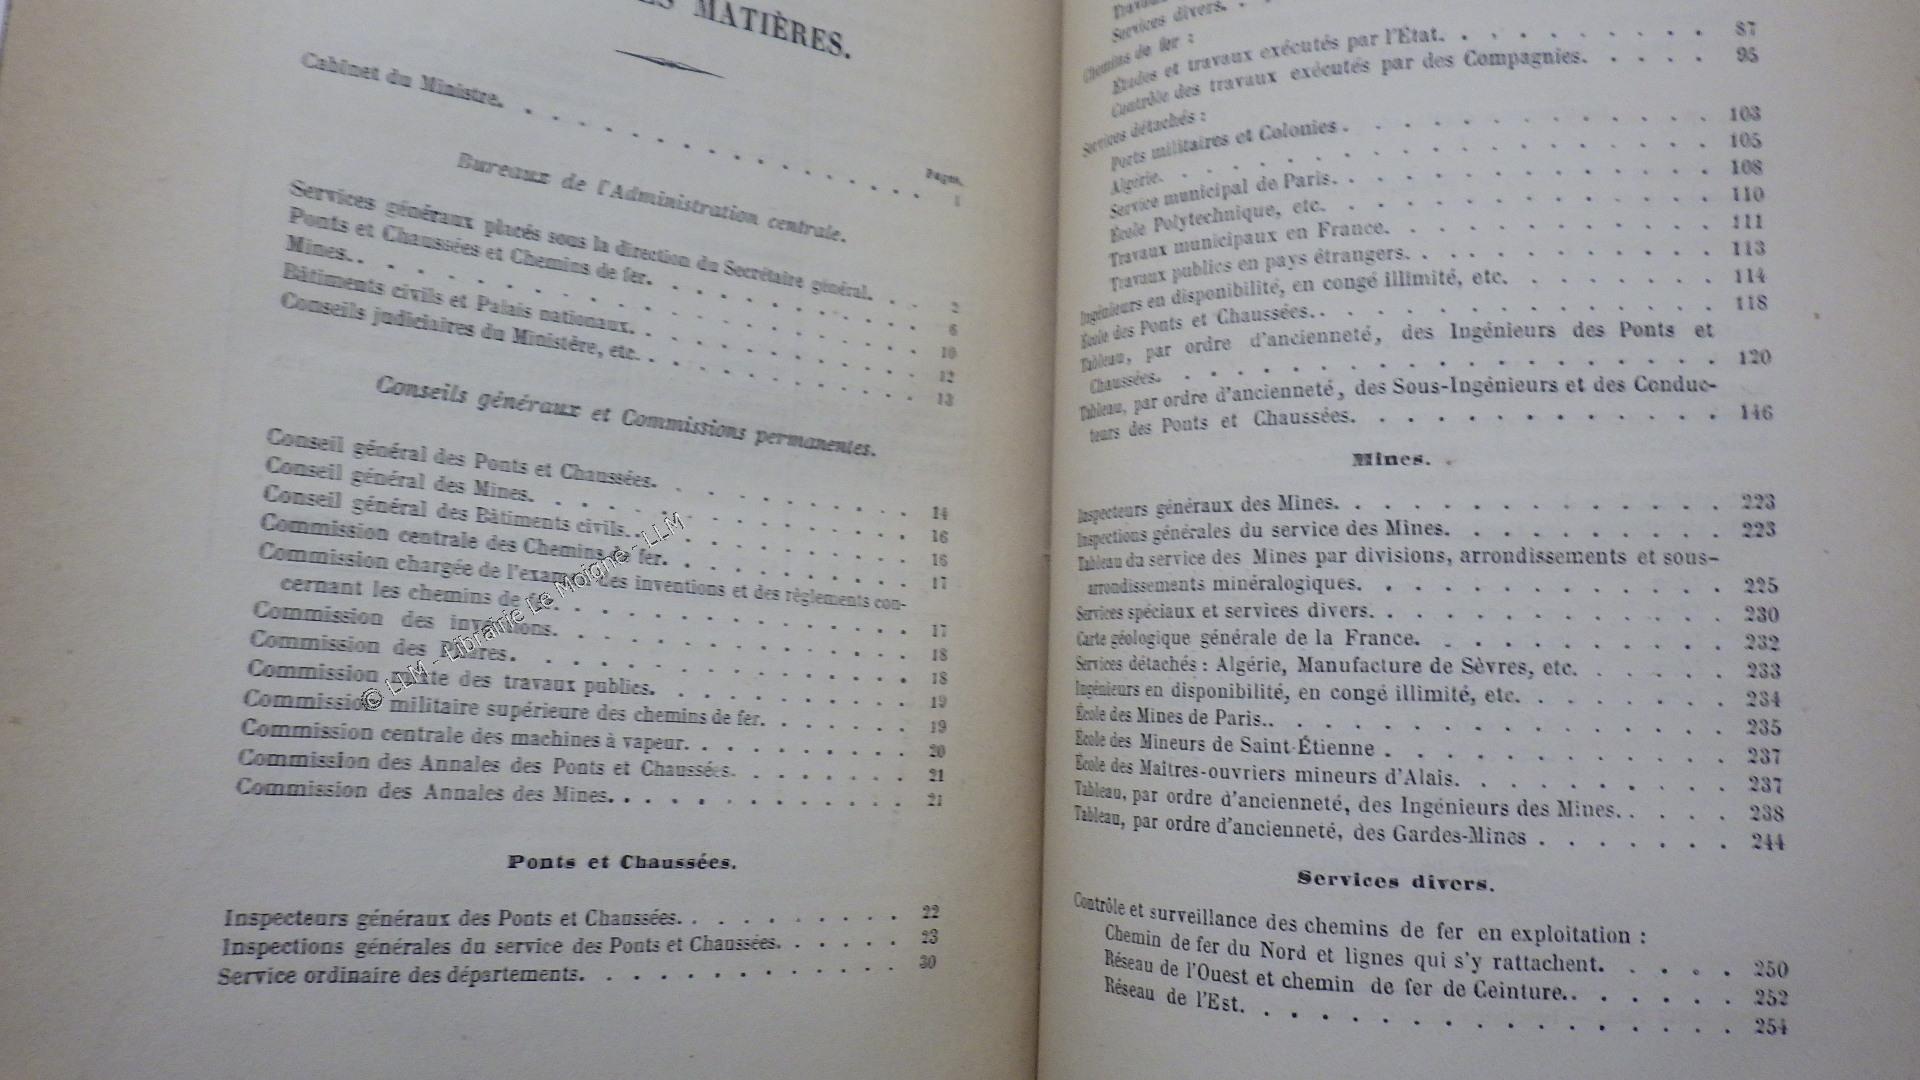 MATIÈRES.
Cabinet du Ministre. . . . . . . . . . . . . . . . 1
Pages.
Bureaux de l'Administration centrale.
Services généraux placés sous la direction du Secrétaire général. . . 2
Ponts et Chaussées et Chemins de fer. . . . . . . . . . 6
Mines. . . . . . . . . . . . . . . . . . 10
Bâtiments civils et Palais nationaux. . . . . . . . . . 12
Conseils judiciaires du Ministère, etc. . . . . . . . . . 13
Conseils généraux et Commissions permanentes.
Conseil général des Ponts et Chaussées. . . . . . . . . 14
Conseil général des Mines. . . . . . . . . . . . . 16
Conseil général des Bâtiments civils. . . . . . . . . . 16
Commission centrale des Chemins de fer. . . . . . . . . 17
Commission chargée de l'examen des inventions et des règlements con-
cernant les chemins de fer. . . . . . . . . . . . 17
Commission des inventions. . . . . . . . . . . . 18
Commission des Phares. . . . . . . . . . . . . 18
Commission mixte des travaux publics. . . . . . . . . 19
Commission militaire supérieure des chemins de fer. . . . . . 19
Commission centrale des machines à vapeur. . . . . . . . 20
Commission des Annales des Ponts et Chaussées. . . . . . . 21
Commission des Annales des Mines. . . . . . . . . . . 21
© LLM - Librairie Le Moigne - LLM
Ponts et Chaussées.
Inspecteurs généraux des Ponts et Chaussées. . . . . . . . . 22
Inspections générales du service des Ponts et Chaussées. . . . . 23
Service ordinaire des départements. . . . . . . . . . . . 30
Travaux
Services divers. . .
Chemins de fer :
Études et travaux exécutés par l'État. . . . . . . . . . 87
Contrôle des travaux exécutés par des Compagnies. . . . . 95
Services détachés :
Ports militaires et Colonies . . . . . . . . . . . . . 103
Algérie. . . . . . . . . . . . . . . . . . . 105
Service municipal de Paris. . . . . . . . . . . . . 108
École Polytechnique, etc. . . . . . . . . . . . . . 110
Travaux municipaux en France. . . . . . . . . . . . 111
Travaux publics en pays étrangers. . . . . . . . . . . 113
Ingénieurs en disponibilité, en congé illimité, etc. . . . . . . . 114
École des Ponts et Chaussées. . . . . . . . . . . . . . . 118
Tableau, par ordre d'ancienneté, des Ingénieurs des Ponts et
Chaussées. . . . . . . . . . . . . . . . . . . 120
Tableau, par ordre d'ancienneté, des Sous-Ingénieurs et des Conduc-
teurs des Ponts et Chaussées. . . . . . . . . . . . . 146
Mines.
Inspecteurs généraux des Mines. . . . . . . . . . . . . . 223
Inspections générales du service des Mines. . . . . . . . . . 223
Tableau du service des Mines par divisions, arrondissements et sous-
arrondissements minéralogiques. . . . . . . . . . . . . 225
Services spéciaux et services divers. . . . . . . . . . . . . 230
Carte géologique générale de la France. . . . . . . . . . . 232
Services détachés : Algérie, Manufacture de Sèvres, etc. . . . . . 233
Ingénieurs en disponibilité, en congé illimité, etc. . . . . . . . 234
École des Mines de Paris. . . . . . . . . . . . . . . . . 235
École des Mineurs de Saint-Étienne . . . . . . . . . . . . 237
École des Maîtres-ouvriers mineurs d'Alais. . . . . . . . . . 237
Tableau, par ordre d'ancienneté, des Ingénieurs des Mines. . . . . 238
Tableau, par ordre d'ancienneté, des Gardes-Mines . . . . . . . 244
Services divers.
Contrôle et surveillance des chemins de fer en exploitation :
Chemin de fer du Nord et lignes qui s'y rattachent. . . . . 250
Réseau de l'Ouest et chemin de fer de Ceinture. . . . . . . 252
Réseau de l'Est. . . . . . . . . . . . . . . . . . 254